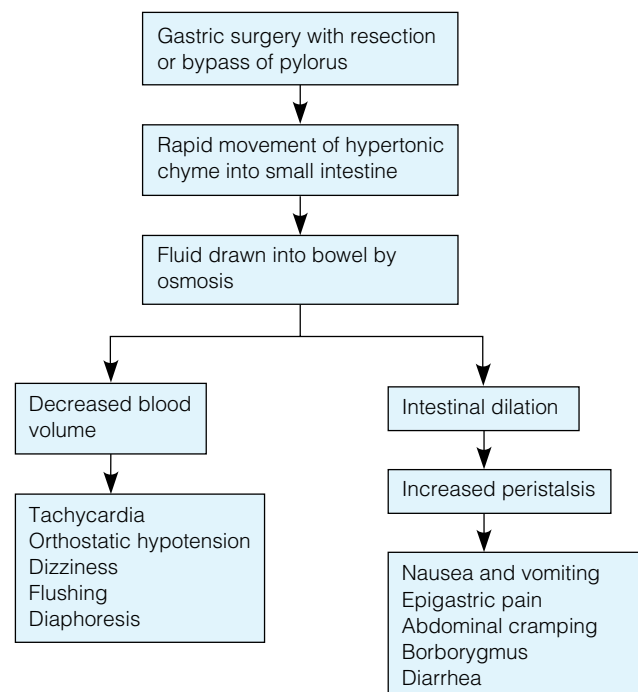 Gastric surgery with resection
or bypass of pylorus
Rapid movement of hypertonic
chyme into small intestine
Fluid drawn into bowel by
osmosis
Decreased blood
volume
Tachycardia
Orthostatic hypotension
Dizziness
Flushing
Diaphoresis
Intestinal dilation
Increased peristalsis
Nausea and vomiting
Epigastric pain
Abdominal cramping
Borborygmus
Diarrhea